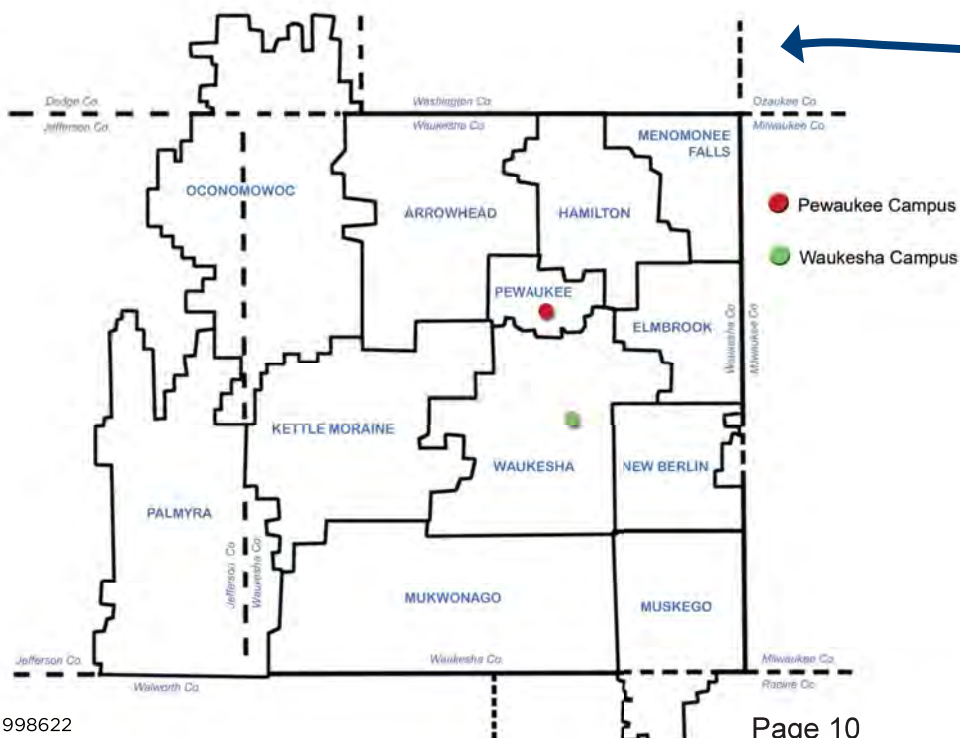 Dodge Co.
Washington Co.
Ozaukee Co.
Jefferson Co.
Waukesha Co.
Milwaukee Co.
MENOMONEE
FALLS
OCONOMOWOC
ARROWHEAD
HAMILTON
Pewaukee Campus
Waukesha Campus
PEWAUKEE
ELMBROOK
Waukesha Co.
Milwaukee Co.
KETTLE MORAINE
WAUKESHA
NEW BERLIN
PALMYRA
Jefferson Co.
Waukesha Co.
MUKWONAGO
MUSKEGO
Jefferson Co.
Waukesha Co.
Milwaukee Co.
Walworth Co.
Racine Co.
998622
Page 10